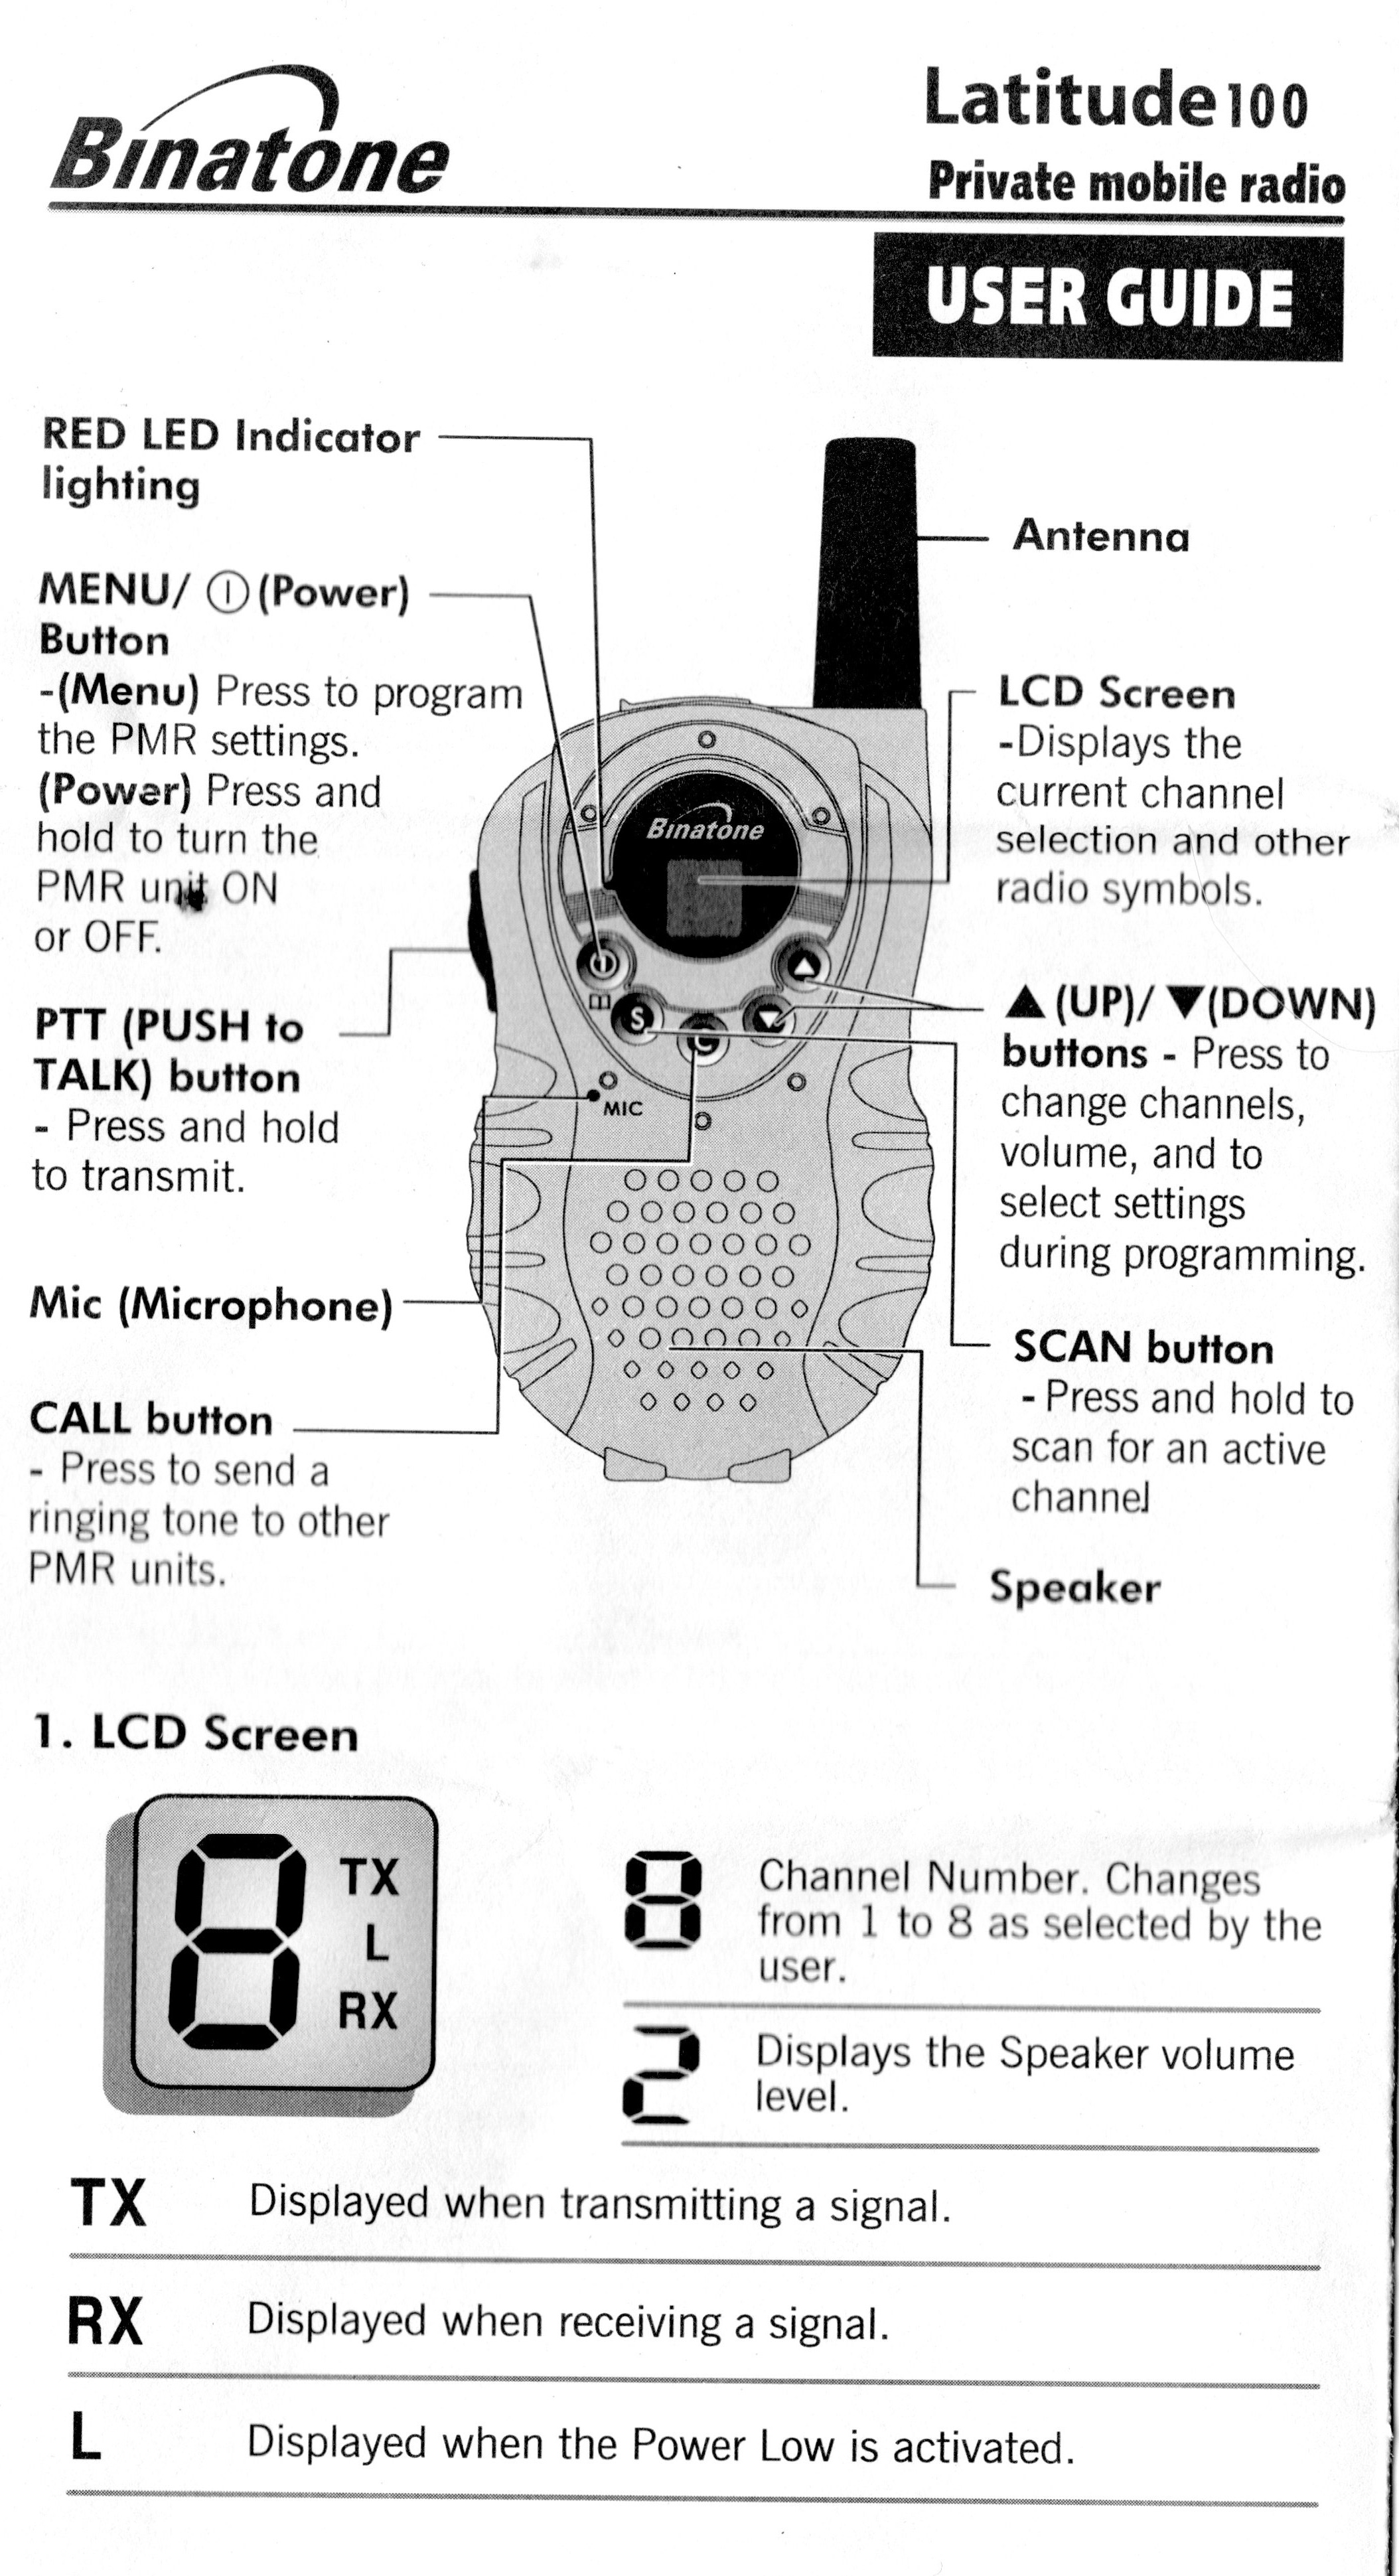 Binatone
Latitude100
Private mobile radio
USER GUIDE
RED LED Indicator
lighting
MENU/ (Power)
Button
-(Menu) Press to program
the PMR settings.
(Power) Press and
hold to turn the
PMR unit ON
or OFF.
PTT (PUSH to
TALK) button
- Press and hold
to transmit.
Mic (Microphone)
CALL button
- Press to send a
ringing tone to other
PMR units.
Binatone
S
C
MIC
Antenna
LCD Screen
-Displays the
current channel
selection and other
radio symbols.
▲ (UP)/ ▼(DOWN)
buttons - Press to
change channels,
volume, and to
select settings
during programming.
SCAN button
- Press and hold to
scan for an active
channel
Speaker
1. LCD Screen
8
TX
L
RX
8 Channel Number. Changes
from 1 to 8 as selected by the
user.
2 Displays the Speaker volume
level.
TX Displayed when transmitting a signal.
RX Displayed when receiving a signal.
L Displayed when the Power Low is activated.